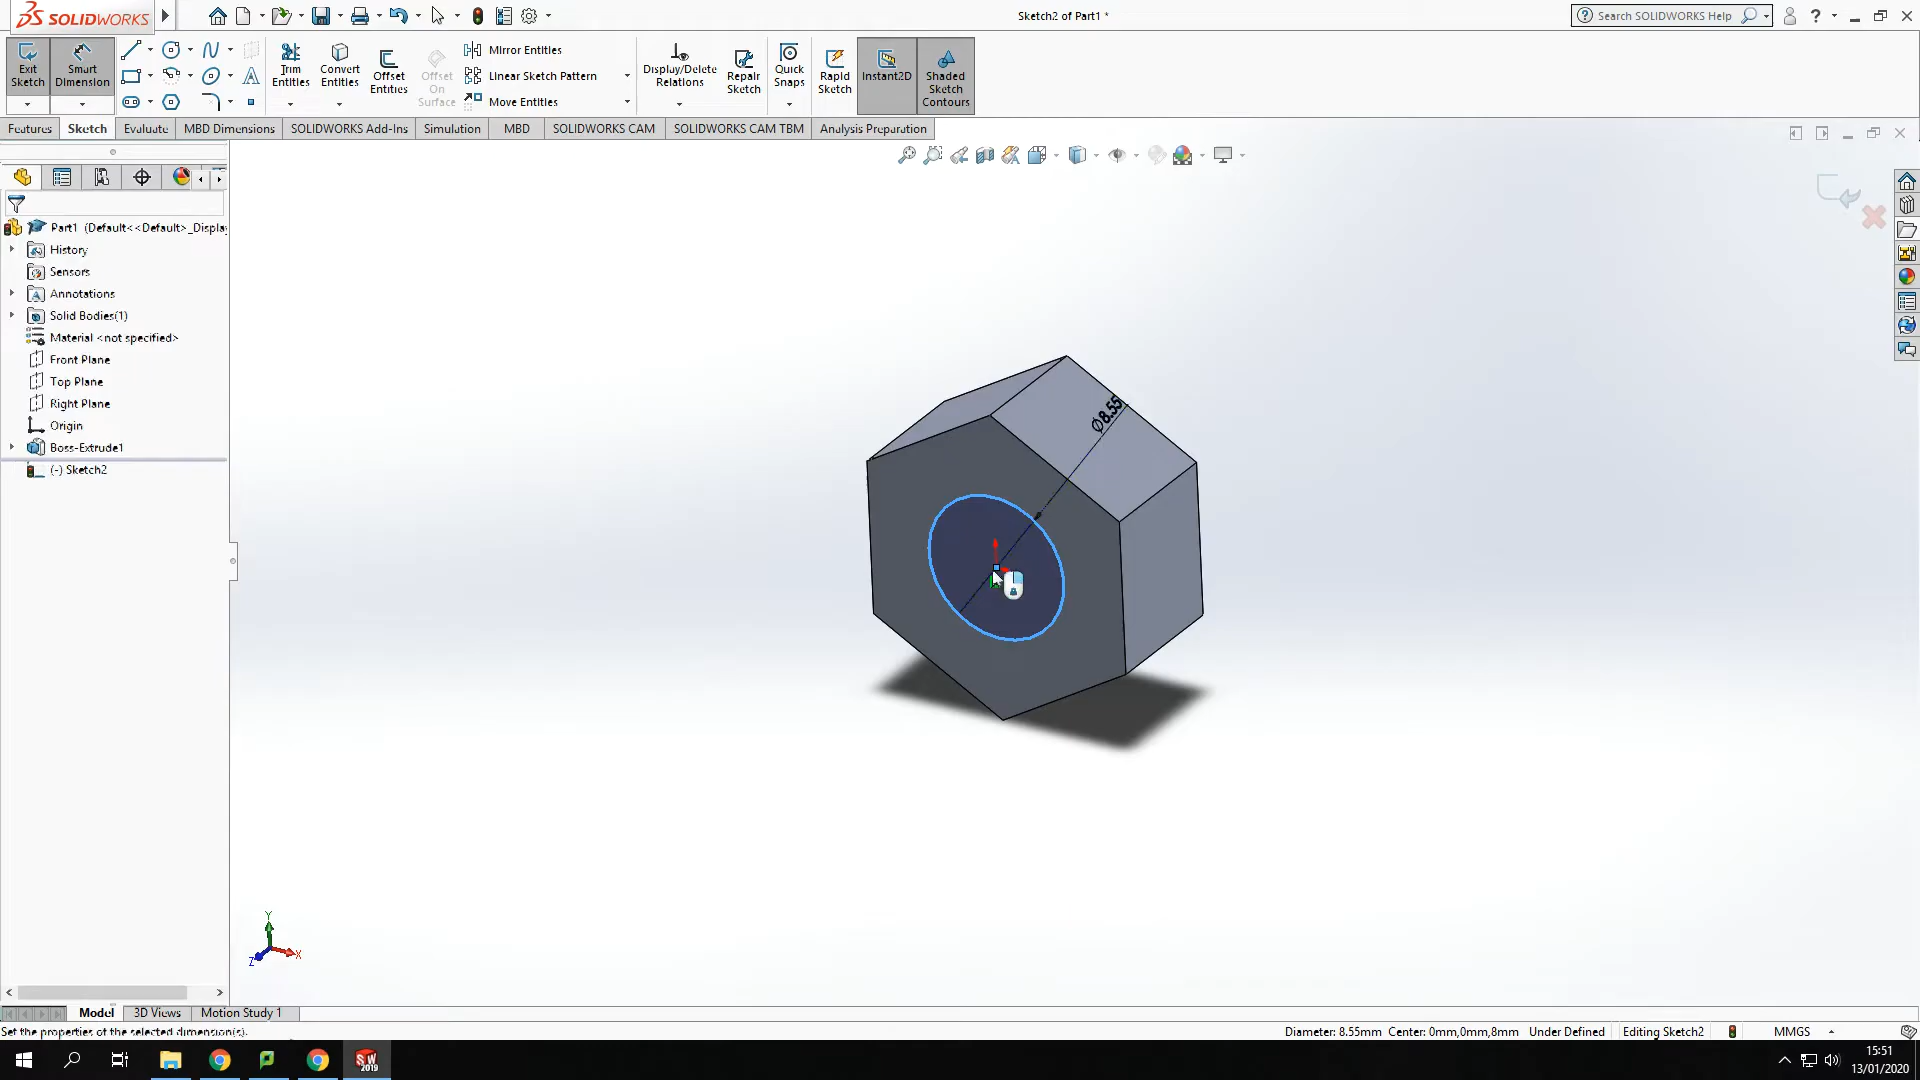 SOLIDWORKS
Sketch2 of Part1 *
Search SOLIDWORKS Help
Exit Sketch
Smart Dimension
Trim Entities
Convert Entities
Offset Entities
Offset On Surface
Mirror Entities
Linear Sketch Pattern
Move Entities
Display/Delete Relations
Repair Sketch
Quick Snaps
Rapid Sketch
Instant2D
Shaded Sketch Contours
Features
Sketch
Evaluate
MBD Dimensions
SOLIDWORKS Add-Ins
Simulation
MBD
SOLIDWORKS CAM
SOLIDWORKS CAM TBM
Analysis Preparation
Part1 (Default<<Default>_Displa
History
Sensors
Annotations
Solid Bodies(1)
Material <not specified>
Front Plane
Top Plane
Right Plane
Origin
Boss-Extrude1
(-) Sketch2
Ø8.55
Y
X
Z
Model
3D Views
Motion Study 1
Set the properties of the selected dimension(s).
Diameter: 8.55mm Center: 0mm,0mm,8mm
Under Defined
Editing Sketch2
MMGS
SW 2019
15:51
13/01/2020